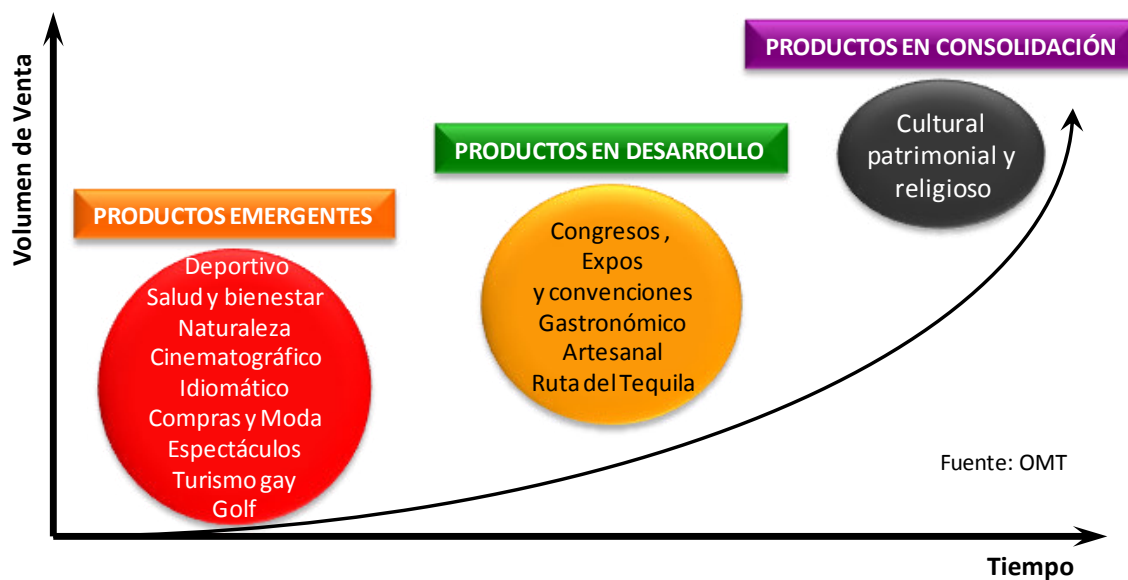 Volumen de Venta
PRODUCTOS EMERGENTES
Deportivo
Salud y bienestar
Naturaleza
Cinematográfico
Idiomático
Compras y Moda
Espectáculos
Turismo gay
Golf
PRODUCTOS EN DESARROLLO
Congresos ,
Expos
y convenciones
Gastronómico
Artesanal
Ruta del Tequila
PRODUCTOS EN CONSOLIDACIÓN
Cultural
patrimonial y
religioso
Fuente: OMT
Tiempo